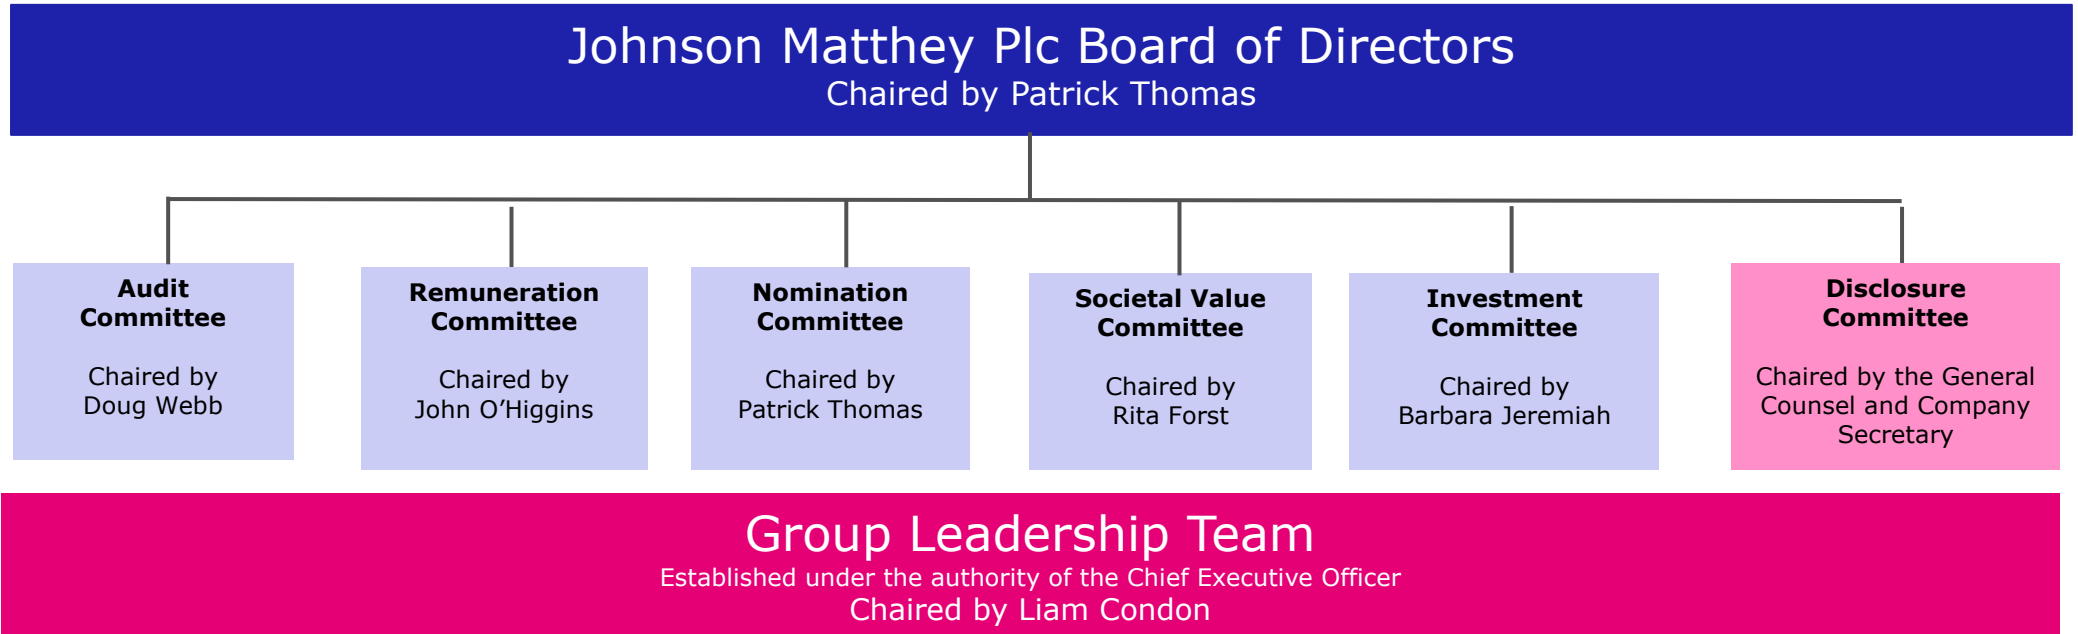 Johnson Matthey Plc Board of Directors
Chaired by Patrick Thomas
Audit
Committee
Chaired by
Doug Webb
Remuneration
Committee
Chaired by
John O’Higgins
Nomination
Committee
Chaired by
Patrick Thomas
Societal Value
Committee
Chaired by
Rita Forst
Investment
Committee
Chaired by
Barbara Jeremiah
Disclosure
Committee
Chaired by the General
Counsel and Company
Secretary
Group Leadership Team
Established under the authority of the Chief Executive Officer
Chaired by Liam Condon